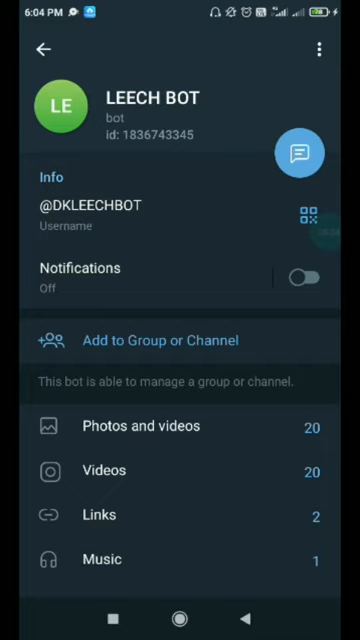 6:04 PM
LEECH BOT
LE
bot
id: 1836743345
Info
@DKLEECHBOT
Username
Notifications
Off
Add to Group or Channel
This bot is able to manage a group or channel.
Photos and videos 20
Videos 20
Links 2
Music 1